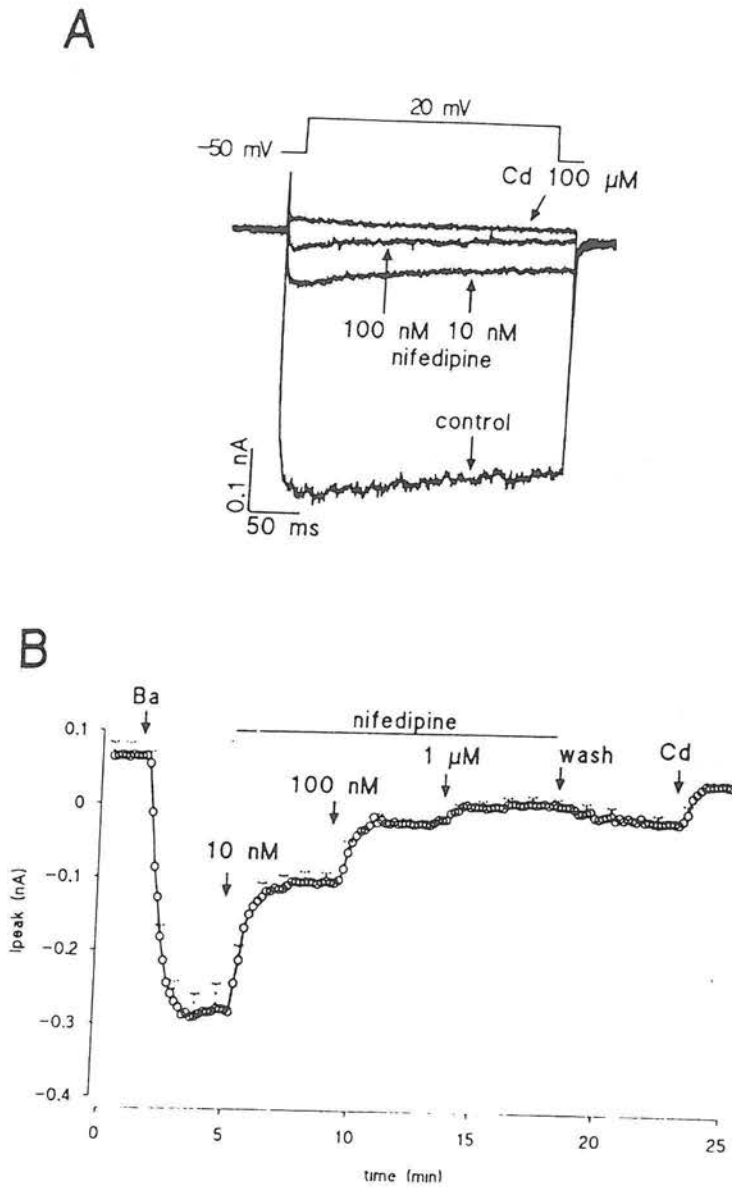 A
20 mV
-50 mV
Cd 100 µM
100 nM 10 nM
nifedipine
control
0.1 nA
50 ms
B
Ba
nifedipine
0.1
1 µM wash Cd
100 nM
0
10 nM
-0.1
-0.2
-0.3
-0.4
Ipeak (nA)
0 5 10 15 20 25
time (min)